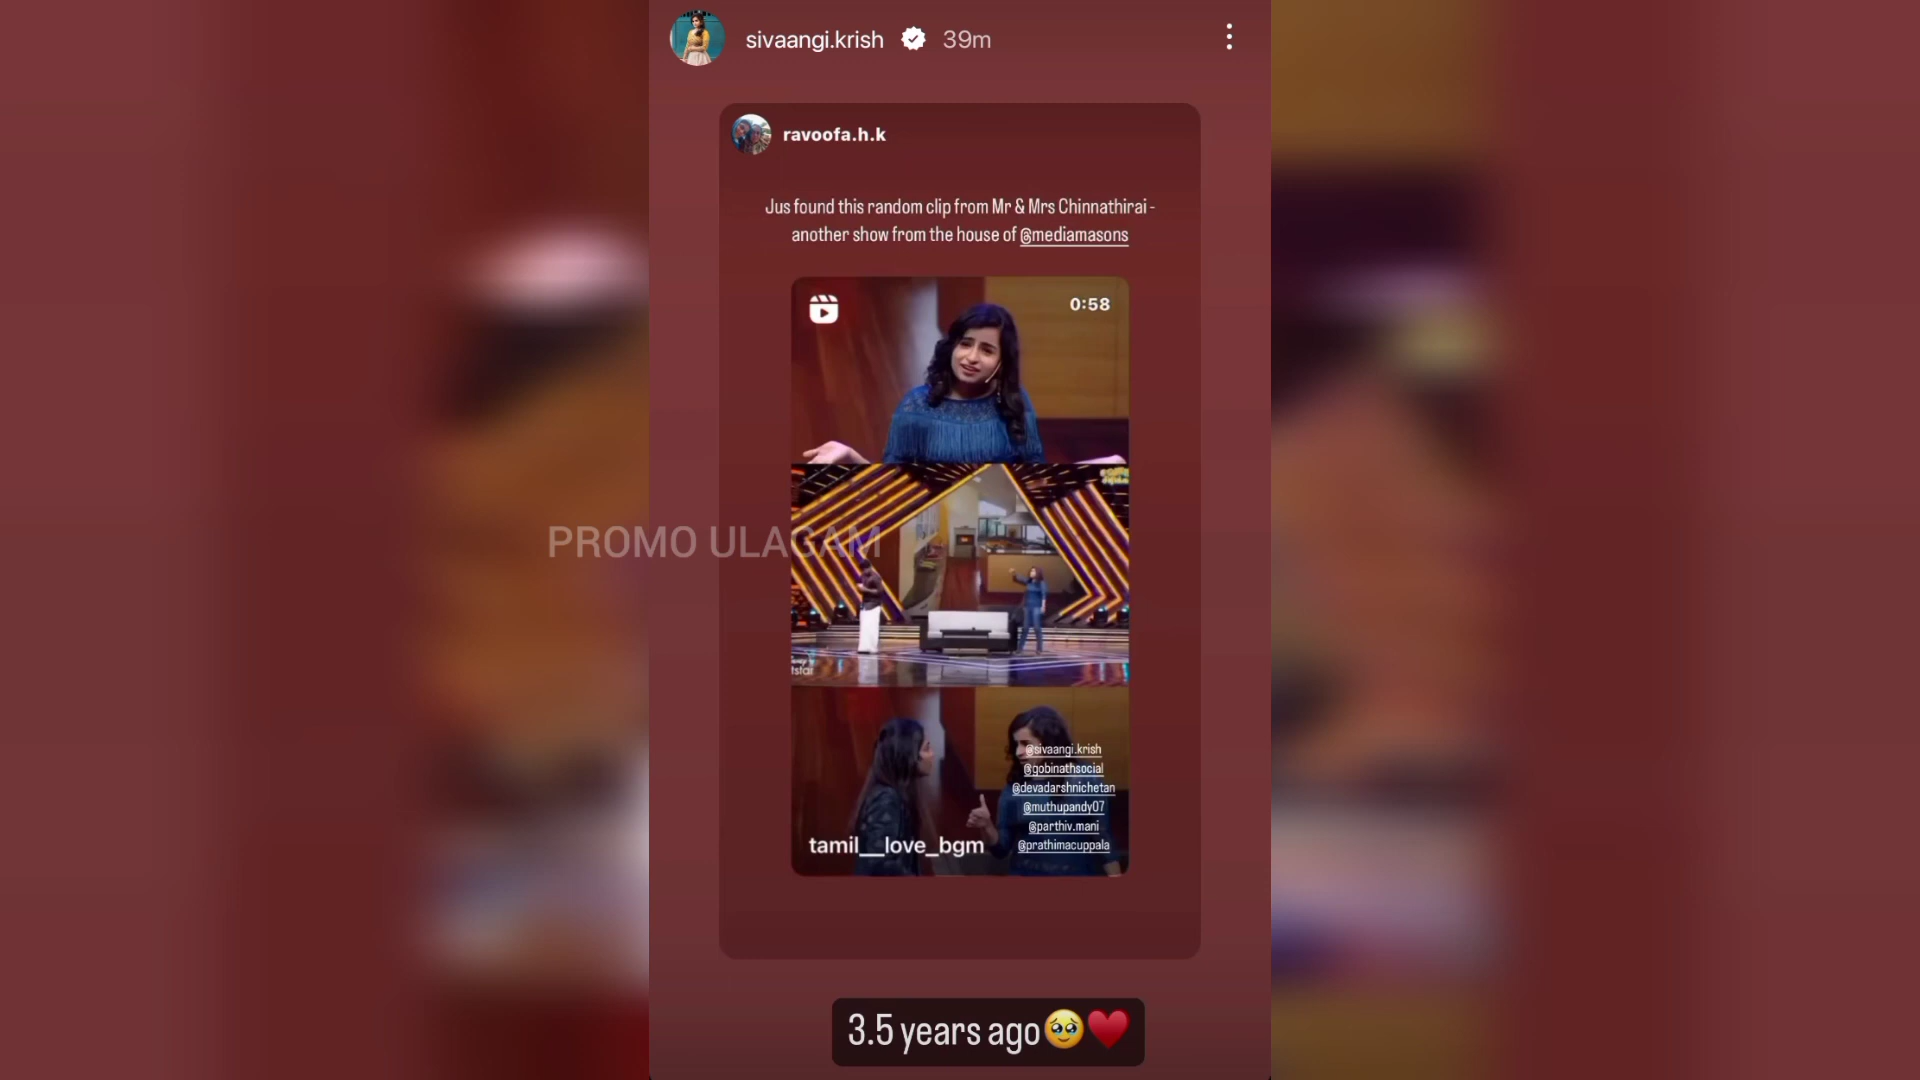 sivaangi.krish 39m
ravoofa.h.k
Jus found this random clip from Mr & Mrs Chinnathirai -
another show from the house of @mediamasons
0:58
PROMO ULAGAM
@sivaangi.krish
@gobinathsocial
@devadarshnichetan
@muthupandy07
@parthiv.mani
@prathimacuppala
tamil__love_bgm
3.5 years ago🥹♥️